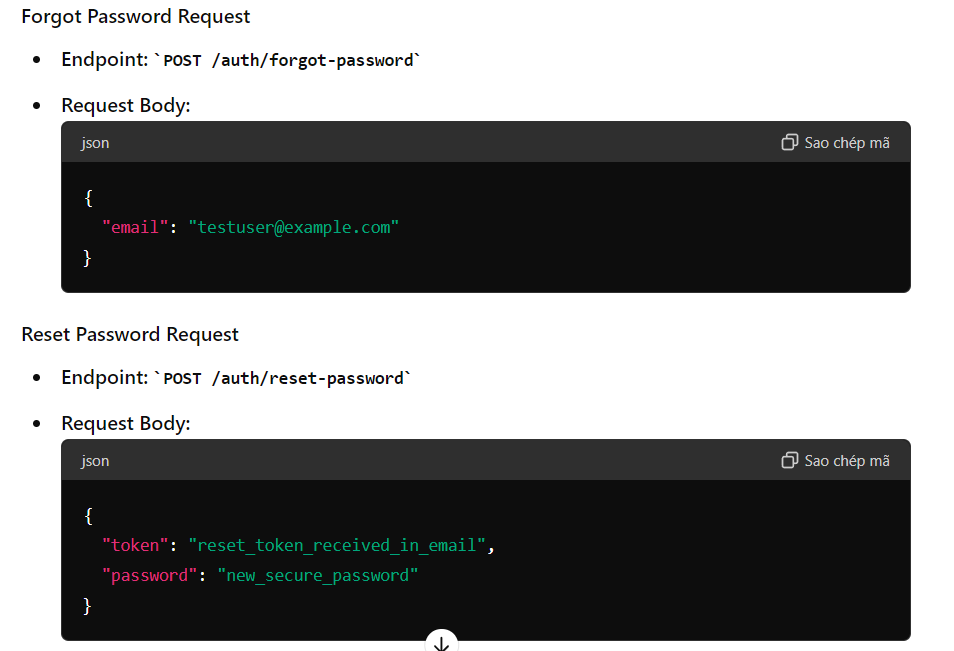 Forgot Password Request
Endpoint: `POST /auth/forgot-password`
Request Body:
json
Sao chép mã
{
"email": "testuser@example.com"
}
Reset Password Request
Endpoint: `POST /auth/reset-password`
Request Body:
json
Sao chép mã
{
"token": "reset_token_received_in_email",
"password": "new_secure_password"
}